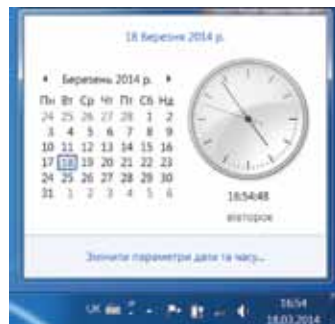 18 березня 2014 р.
Березень 2014 р.
Пн Вт Ср Чт Пт Сб Нд
24 25 26 27 28 1 2
3 4 5 6 7 8 9
10 11 12 13 14 15 16
17 18 19 20 21 22 23
24 25 26 27 28 29 30
31 1 2 3 4 5 6
16:54:48
вівторок
Змінити параметри дати та часу...
UK
16:54
18.03.2014